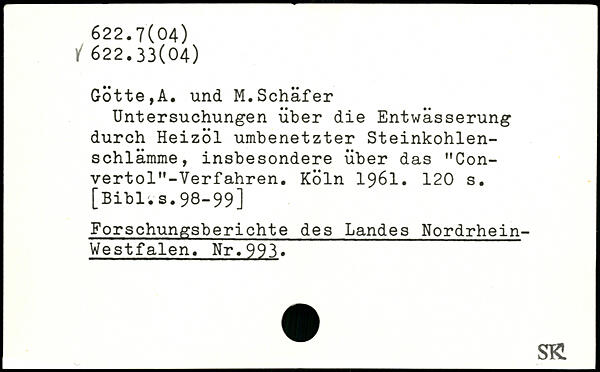 622.7(04)
√ 622.33(04)
Götte,A. und M.Schäfer
Untersuchungen über die Entwässerung
durch Heizöl umbenetzter Steinkohlen-
schlämme, insbesondere über das "Con-
vertol"-Verfahren. Köln 1961. 120 s.
[Bibl.s.98-99]
Forschungsberichte des Landes Nordrhein-
Westfalen. Nr.993.
SK